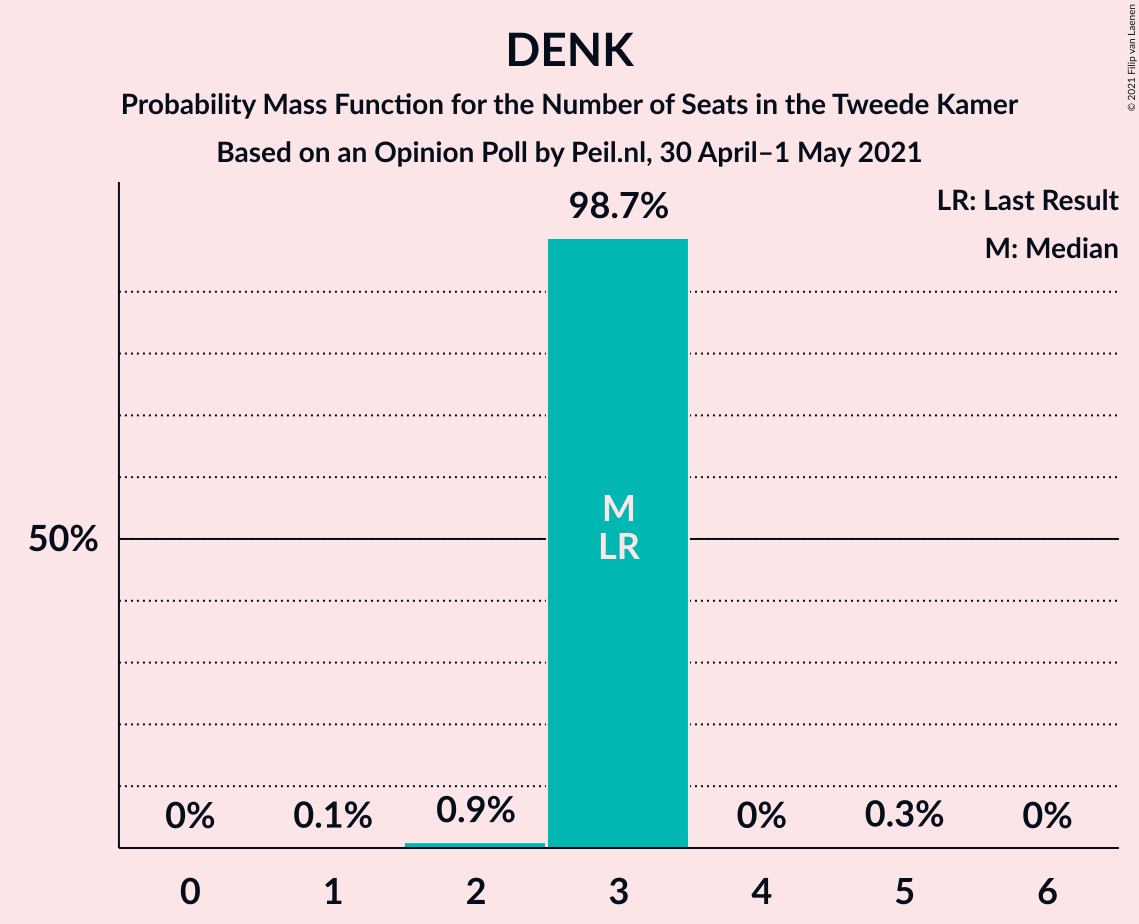 DENK
Probability Mass Function for the Number of Seats in the Tweede Kamer
Based on an Opinion Poll by Peil.nl, 30 April–1 May 2021
© 2021 Filip van Laenen
LR: Last Result
M: Median
98.7%
M
LR
50%
0% 0.1% 0.9% 0% 0.3% 0%
0 1 2 3 4 5 6